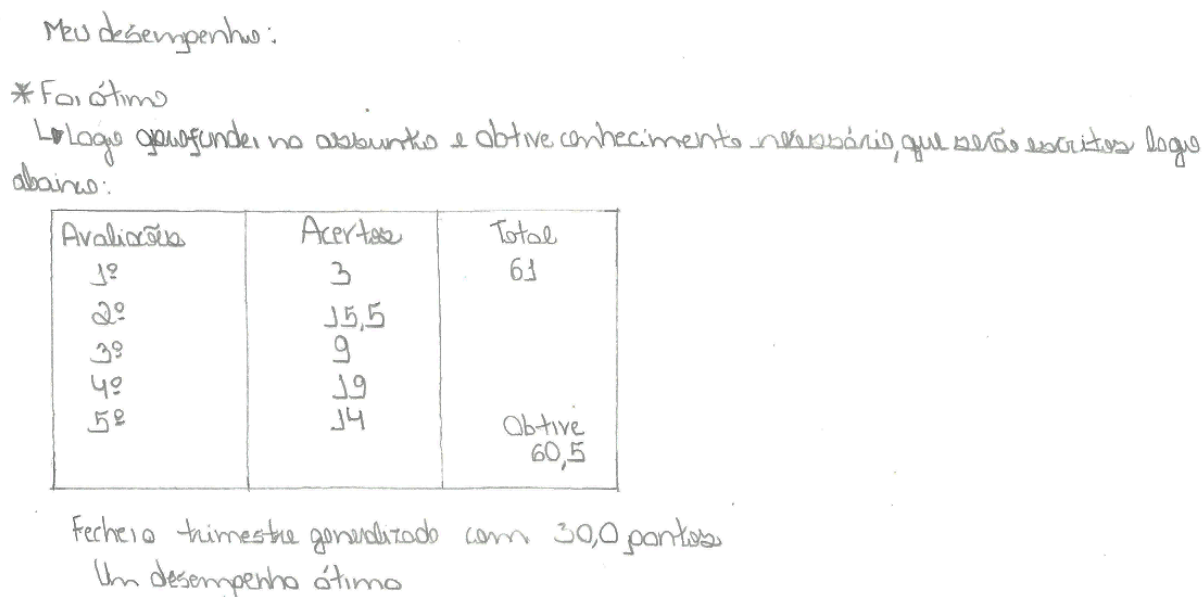 Meu desempenho:
* Foi ótimo
↳ Logo aprofundei no assunto e obtive conhecimento necessário, que serão escritos logo
abaixo:
Avaliações Acertos Total
1º 3 61
2º 15,5
3º 9
4º 19
5º 14 Obtive
60,5
Fechei o trimestre generalizado com 30,0 pontos
Um desempenho ótimo